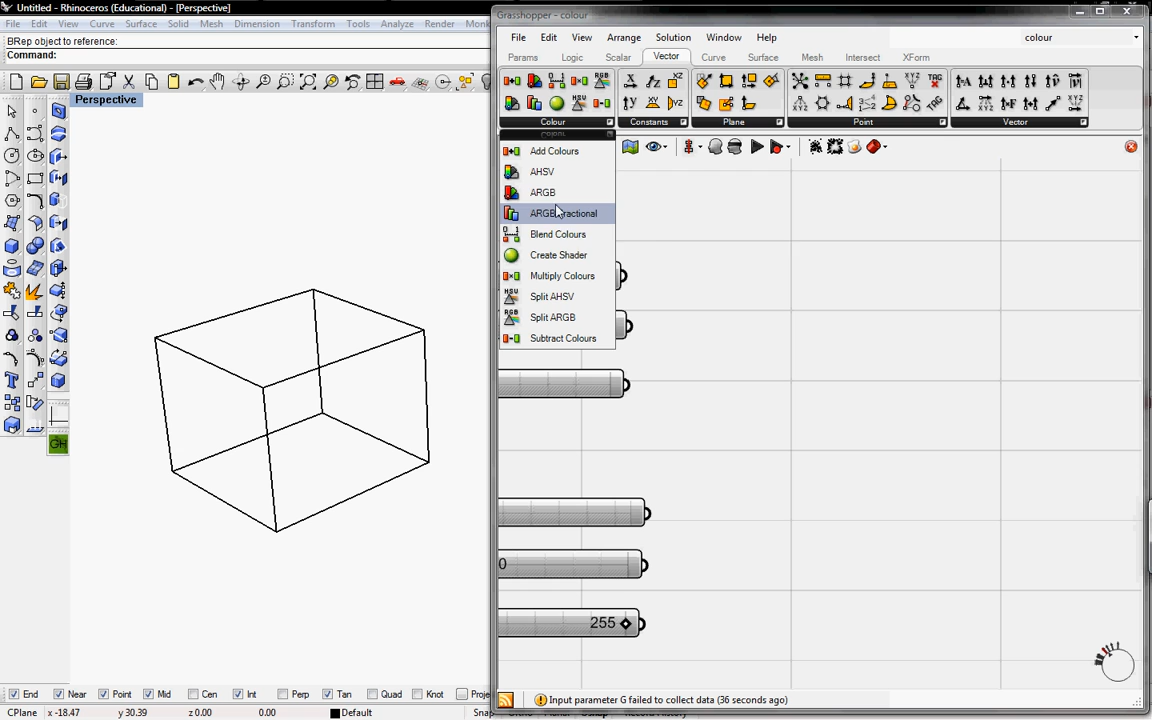 Untitled - Rhinoceros (Educational) - [Perspective]
File Edit View Curve Surface Solid Mesh Dimension Transform Tools Analyze Render
BRep object to reference:
Command:
Perspective
Grasshopper - colour
File Edit View Arrange Solution Window Help
colour
Params Logic Scalar Vector Curve Surface Mesh Intersect XForm
Colour Constants Plane Point Vector
Add Colours
AHSV
ARGB
ARGB Fractional
Blend Colours
Create Shader
Multiply Colours
Split AHSV
Split ARGB
Subtract Colours
0
255
Input parameter G failed to collect data (36 seconds ago)
End Near Point Mid Cen Int Perp Tan Quad Knot
CPlane x -18.47 y 30.39 z 0.00 0.00 Default Snap